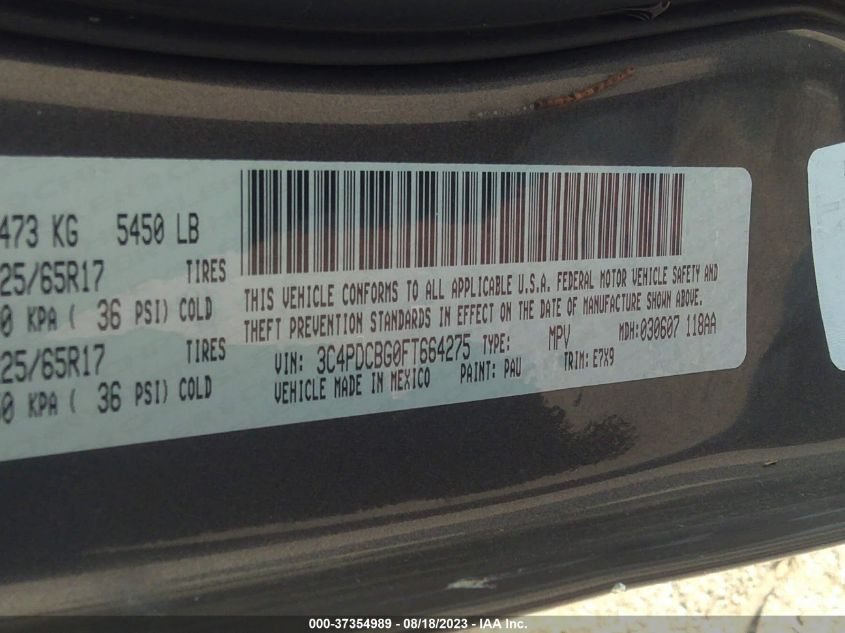 473 KG 5450 LB
25/65R17 TIRES
0 KPA ( 36 PSI) COLD
25/65R17 TIRES
0 KPA ( 36 PSI) COLD
THIS VEHICLE CONFORMS TO ALL APPLICABLE U.S.A. FEDERAL MOTOR VEHICLE SAFETY AND
THEFT PREVENTION STANDARDS IN EFFECT ON THE DATE OF MANUFACTURE SHOWN ABOVE.
VIN: 3C4PDCBG0FT664275 TYPE: MPV MDH:030607 118AA
VEHICLE MADE IN MEXICO PAINT: PAU TRIM: E7X9
000-37354989 - 08/18/2023 - IAA Inc.